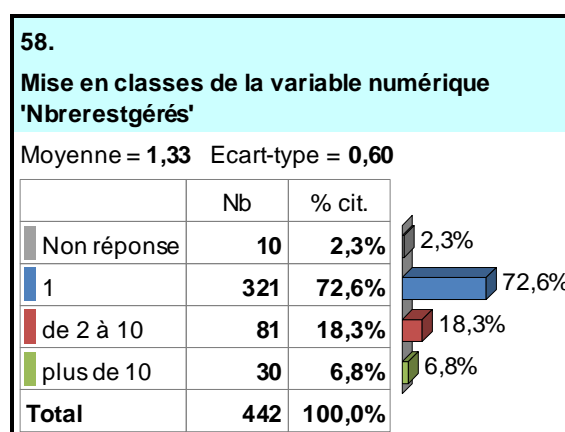 58.
Mise en classes de la variable numérique
'Nbrerestgérés'
Moyenne = 1,33 Ecart-type = 0,60
Nb % cit.
Non réponse 10 2,3% 2,3%
1 321 72,6% 72,6%
de 2 à 10 81 18,3% 18,3%
plus de 10 30 6,8% 6,8%
Total 442 100,0%